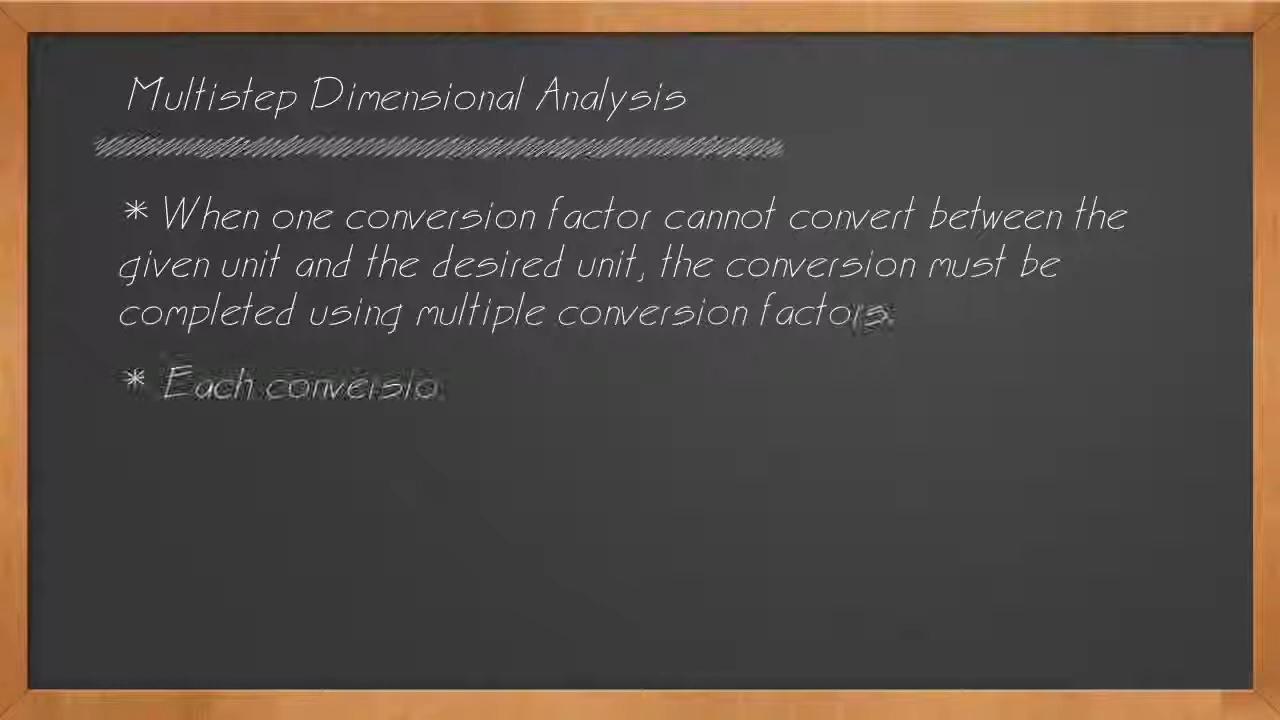 Multistep Dimensional Analysis
* When one conversion factor cannot convert between the
given unit and the desired unit, the conversion must be
completed using multiple conversion factors.
* Each conversio